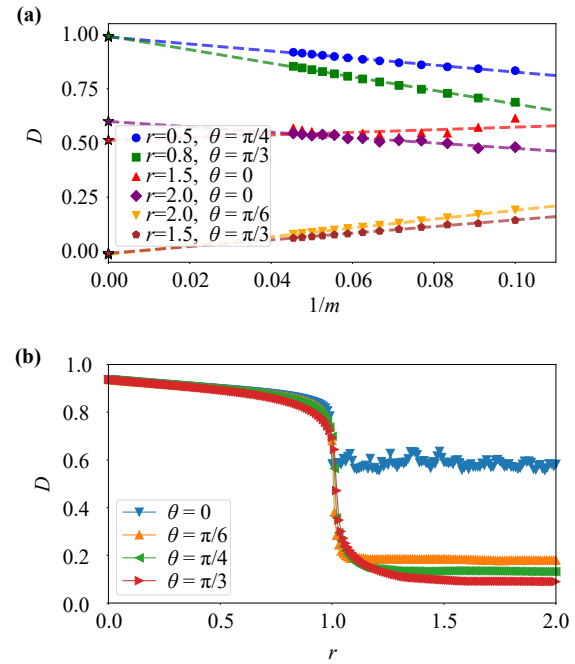 (a)
1.00
0.75
0.50
0.25
0.00
D
r=0.5, θ = π/4
r=0.8, θ = π/3
r=1.5, θ = 0
r=2.0, θ = 0
r=2.0, θ = π/6
r=1.5, θ = π/3
0.00 0.02 0.04 0.06 0.08 0.10
1/m
(b)
1.0
0.8
0.6
0.4
0.2
0.0
D
θ = 0
θ = π/6
θ = π/4
θ = π/3
0.0 0.5 1.0 1.5 2.0
r